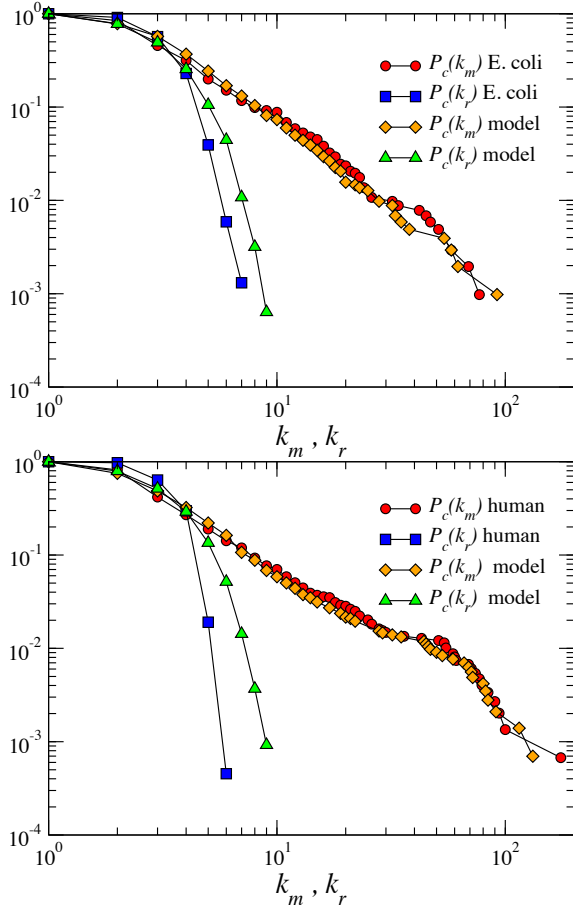 10^0
P_c(k_m) E. coli
P_c(k_r) E. coli
10^-1
P_c(k_m) model
P_c(k_r) model
10^-2
10^-3
10^-4
10^0 10^1 10^2
k_m , k_r
10^0
P_c(k_m) human
P_c(k_r) human
10^-1
P_c(k_m) model
P_c(k_r) model
10^-2
10^-3
10^-4
10^0 10^1 10^2
k_m , k_r